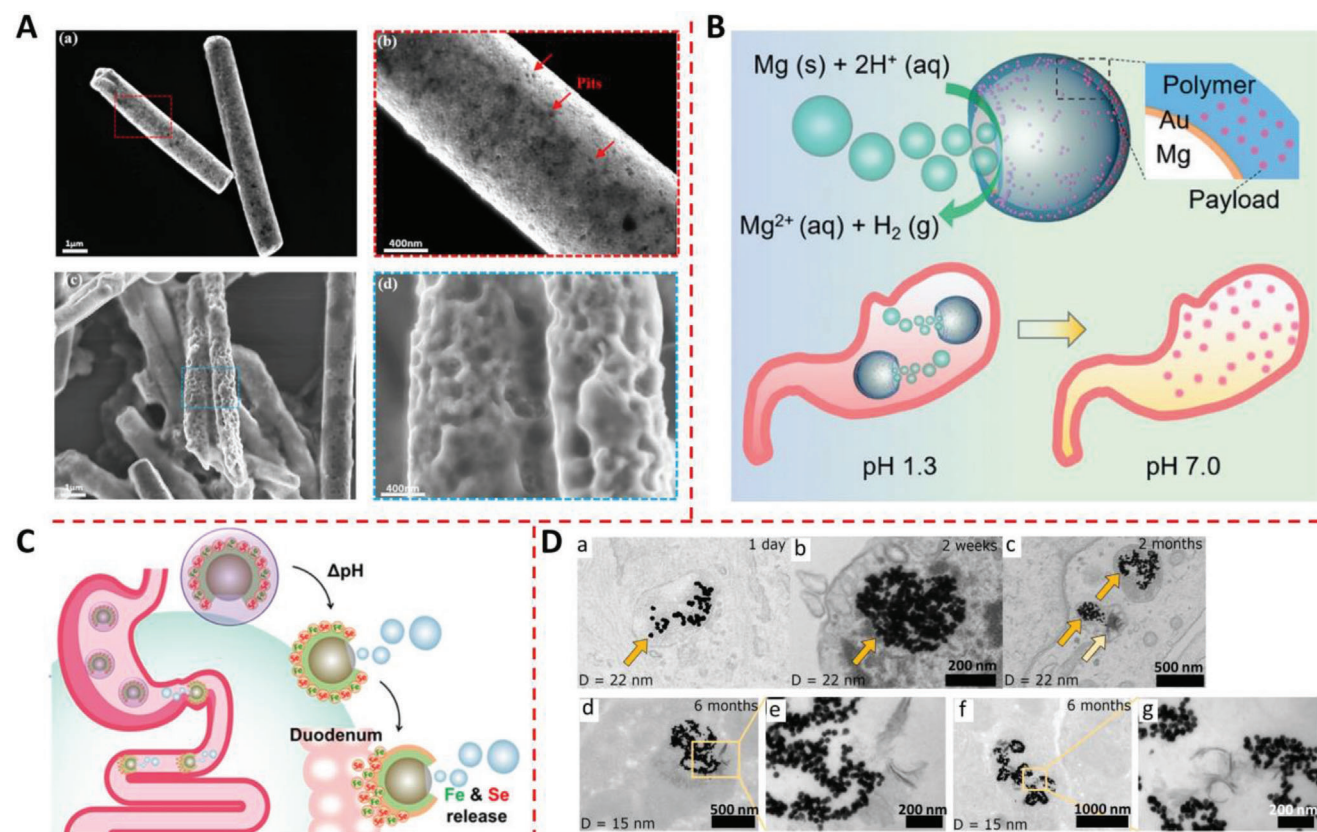 A
(a)
1μm
(b)
Pits
400nm
(c)
1μm
(d)
400nm
B
Mg (s) + 2H⁺ (aq)
Mg²⁺ (aq) + H₂ (g)
Polymer
Au
Mg
Payload
pH 1.3
pH 7.0
C
ΔpH
Duodenum
Fe & Se
release
D
a
1 day
D = 22 nm
b
2 weeks
D = 22 nm
200 nm
c
2 months
D = 22 nm
500 nm
d
6 months
D = 15 nm
500 nm
e
200 nm
f
6 months
D = 15 nm
1000 nm
g
200 nm